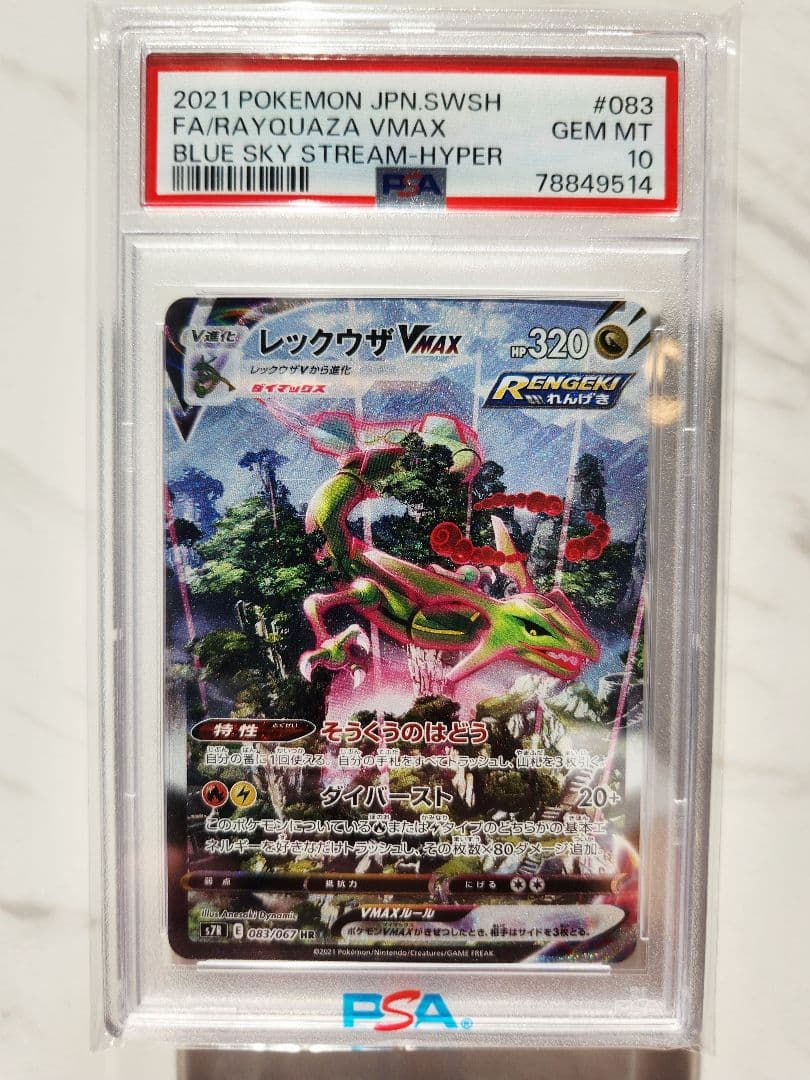 2021 POKEMON JPN.SWSH #083
FA/RAYQUAZA VMAX GEM MT
BLUE SKY STREAM-HYPER 10
PSA 78849514
V進化 レックウザVMAX HP320
レックウザVから進化
ダイマックス
RENGEKI
れんげき
特性 とくせい そうくうのはどう
自分の番に1回使える。自分の手札をすべてトラッシュし、山札を3枚引く。
ダイバースト 20+
このポケモンについている または タイプのどちらかの基本エ
ネルギーを好きなだけトラッシュし、その枚数×80ダメージ追加。
弱点 抵抗力 にげる
Illus. Anesaki Dynamic
VMAXルール
s7R E 083/067 HR
ポケモンVMAXがきぜつしたとき、相手はサイドを3枚とる。
©2021 Pokémon/Nintendo/Creatures/GAME FREAK.
PSA®